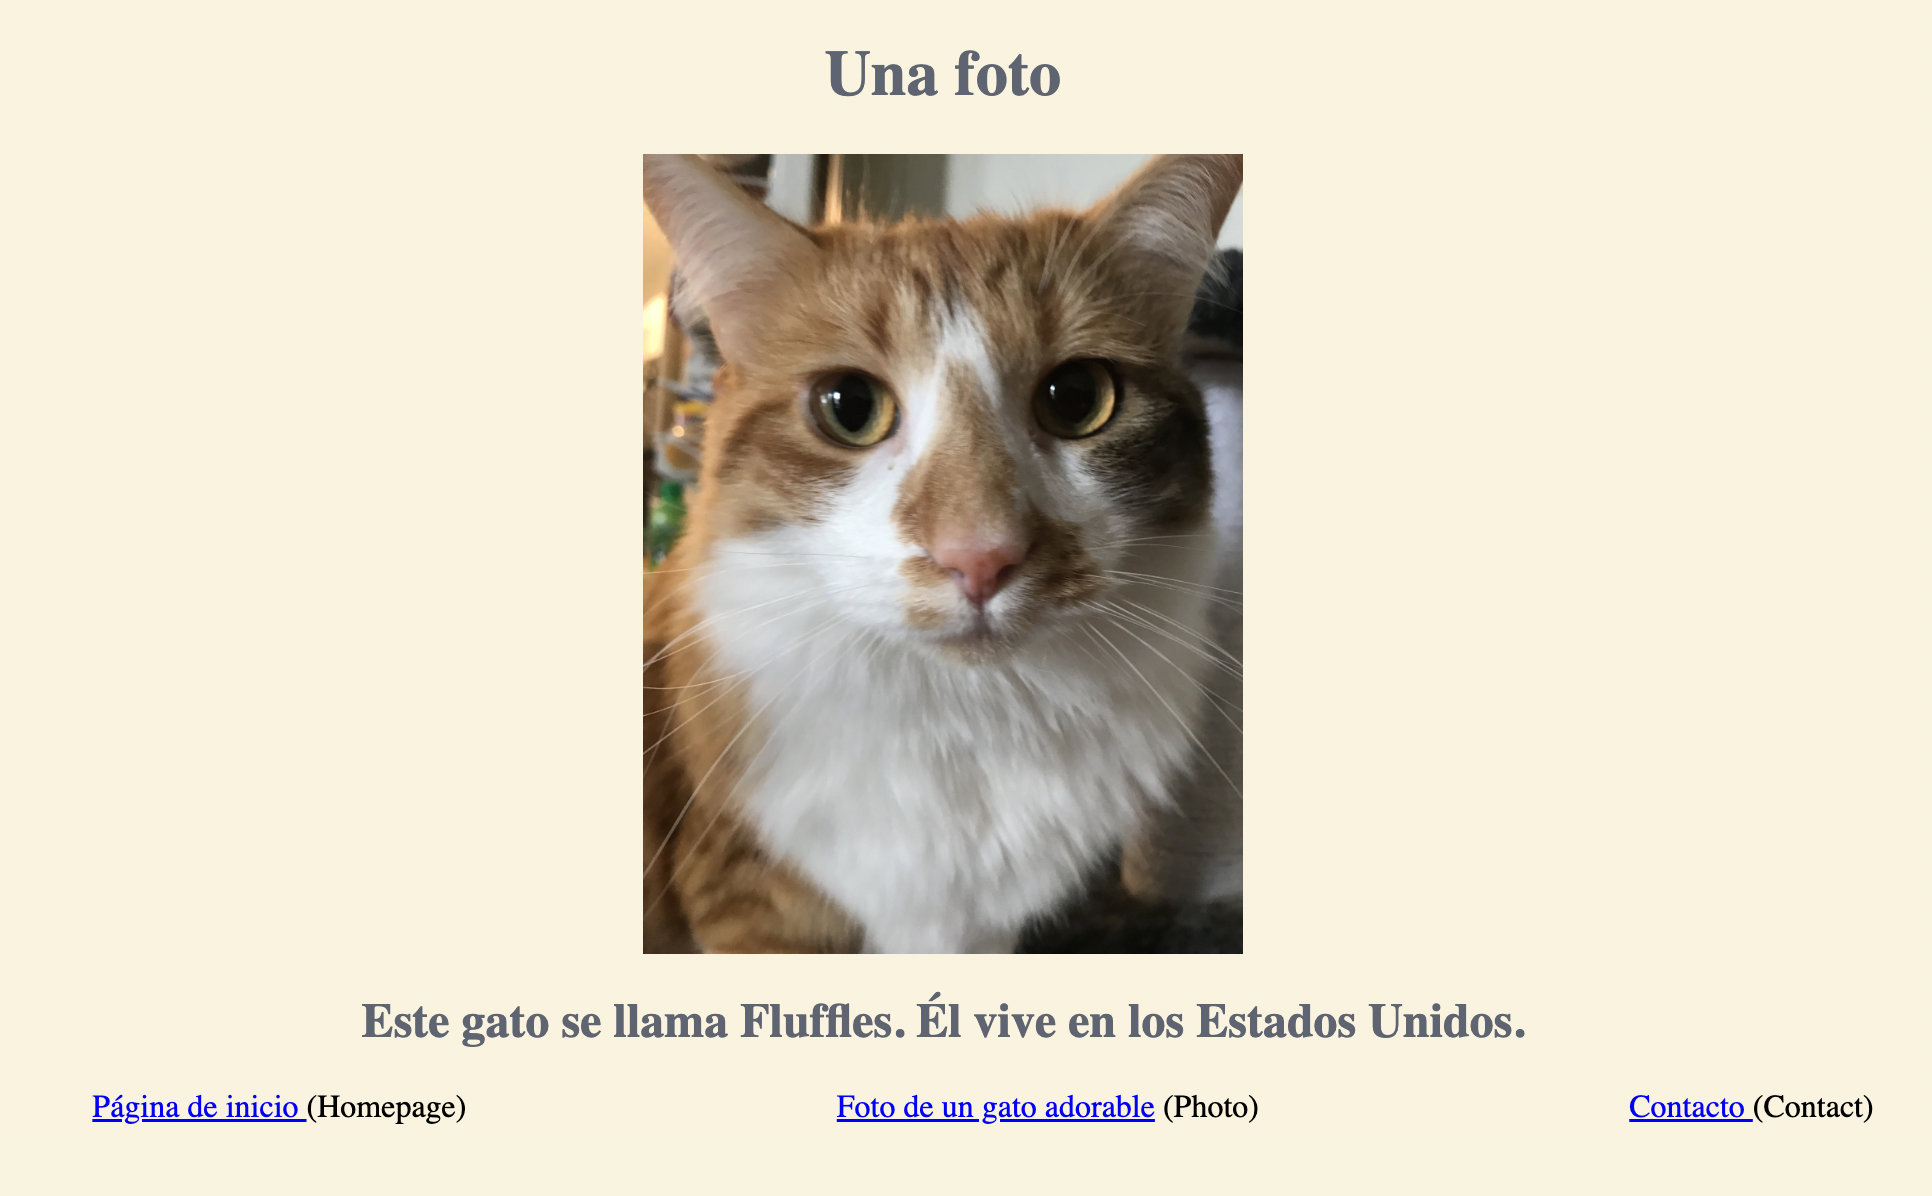 Una foto
Este gato se llama Fluffles. Él vive en los Estados Unidos.
Página de inicio (Homepage) Foto de un gato adorable (Photo) Contacto (Contact)